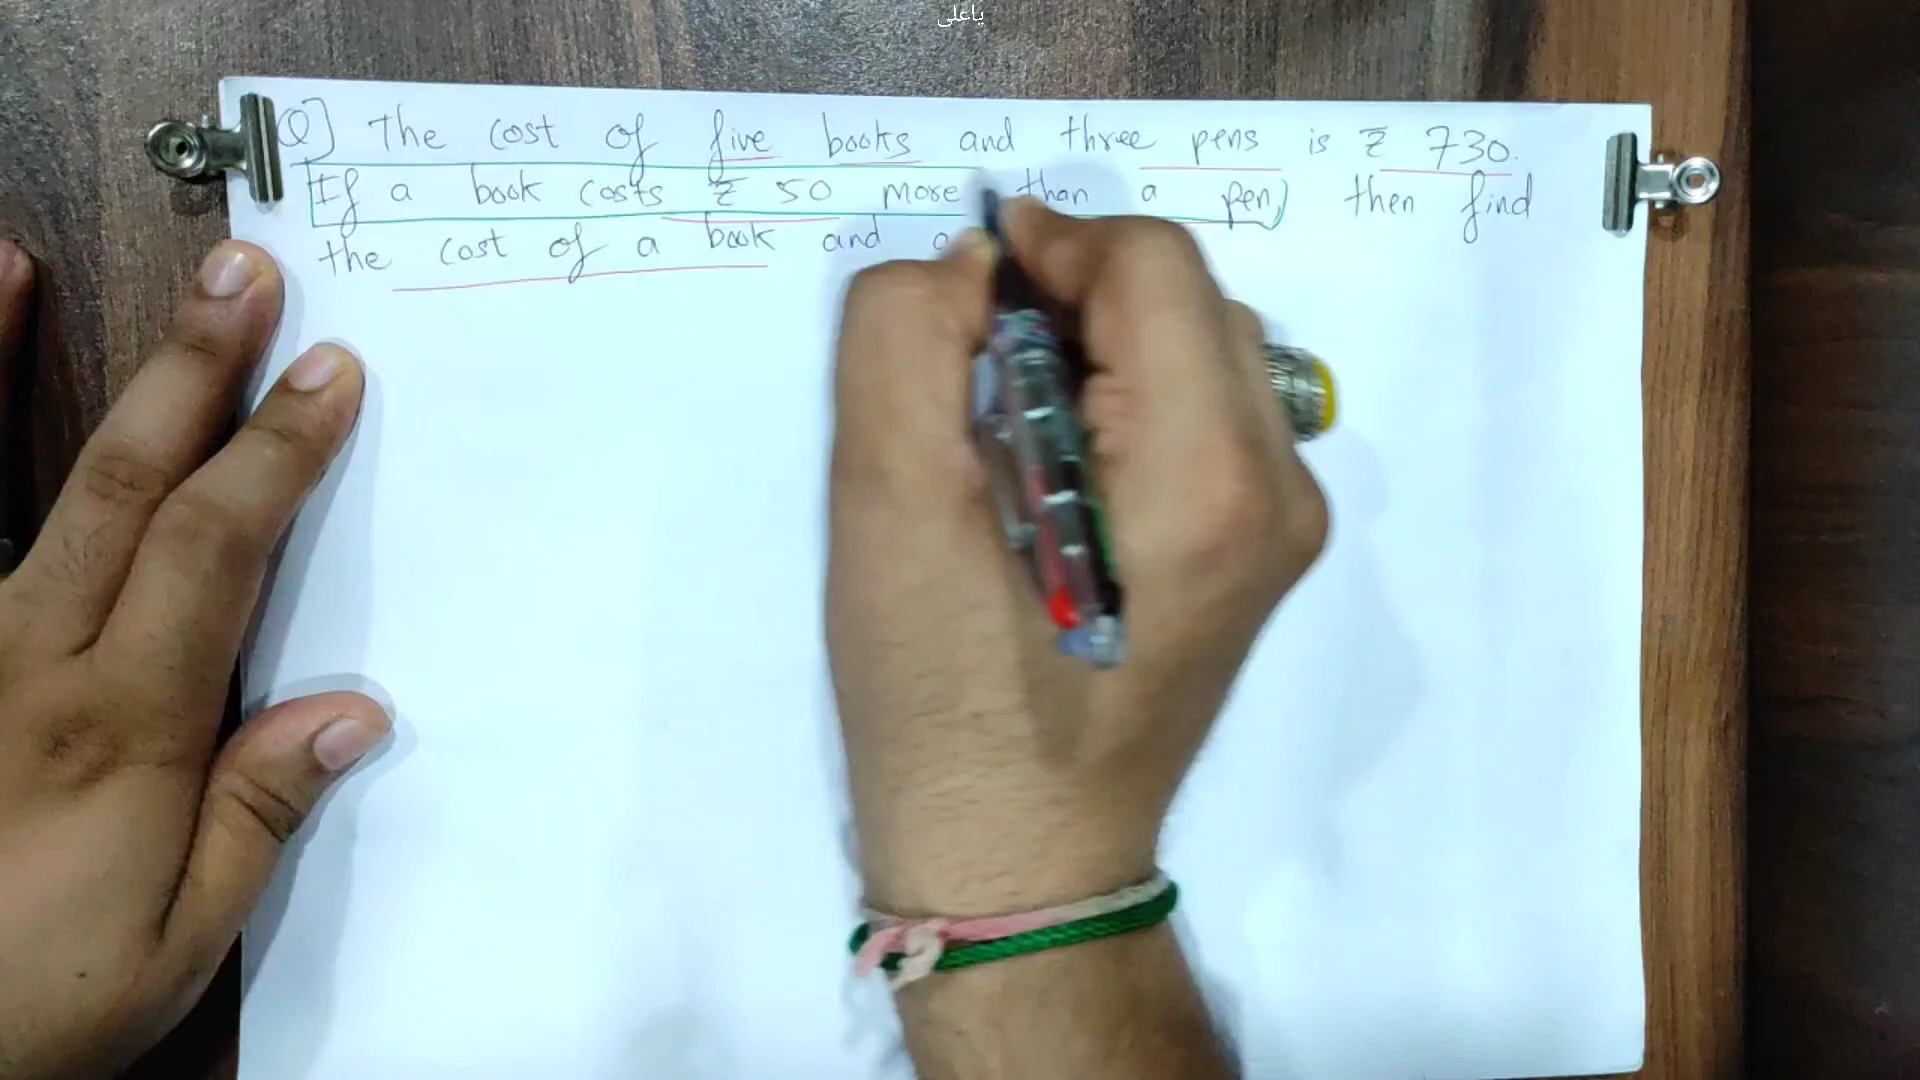 ياعلى
Q] The cost of five books and three pens is ₹ 730.
If a book costs ₹ 50 more than a pen, then find
the cost of a book and a